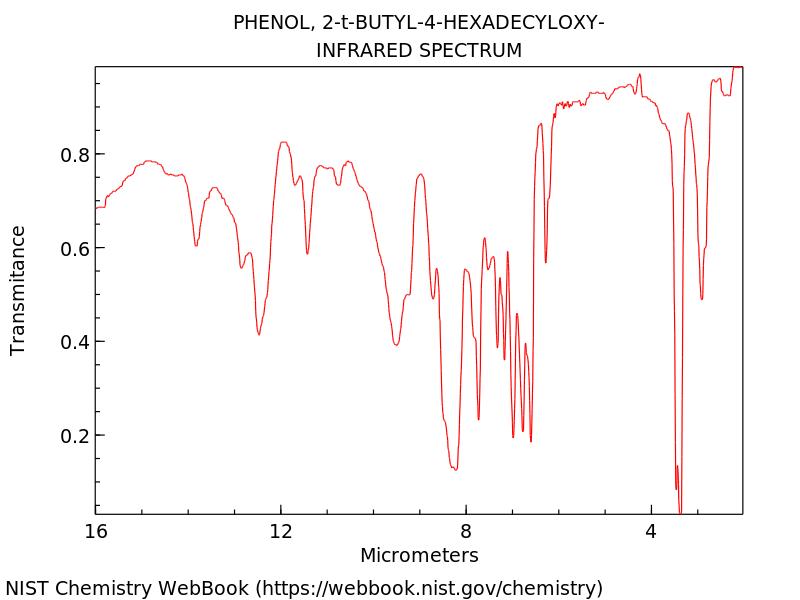 PHENOL, 2-t-BUTYL-4-HEXADECYLOXY-
INFRARED SPECTRUM
0.8
0.6
0.4
0.2
Transmitance
16 12 8 4
Micrometers
NIST Chemistry WebBook (https://webbook.nist.gov/chemistry)